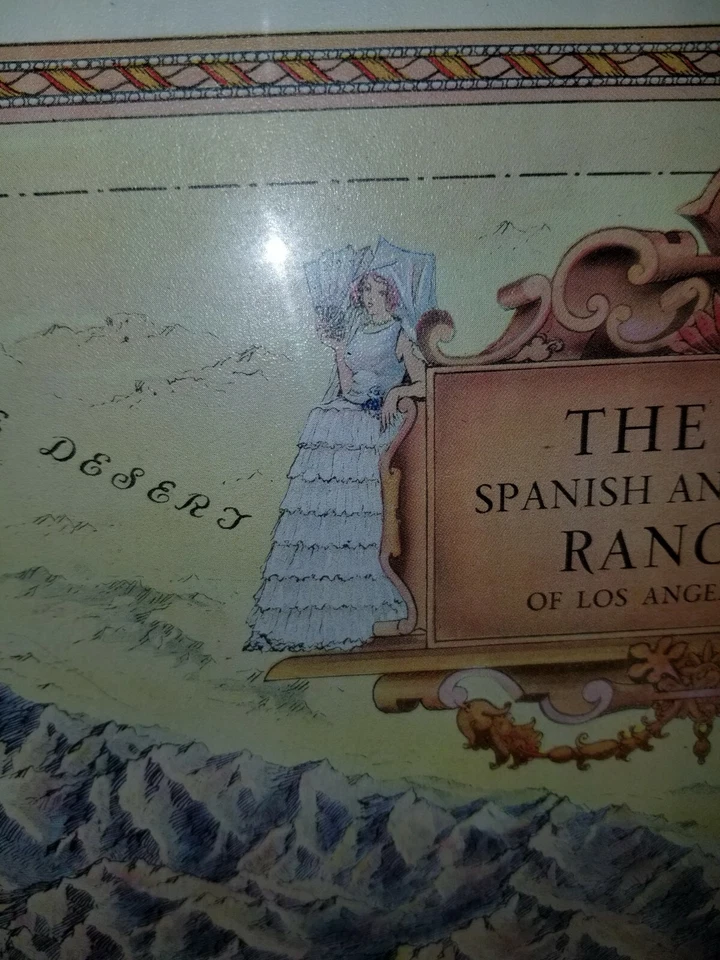 DESERT
THE
SPANISH AN
RANC
OF LOS ANGE